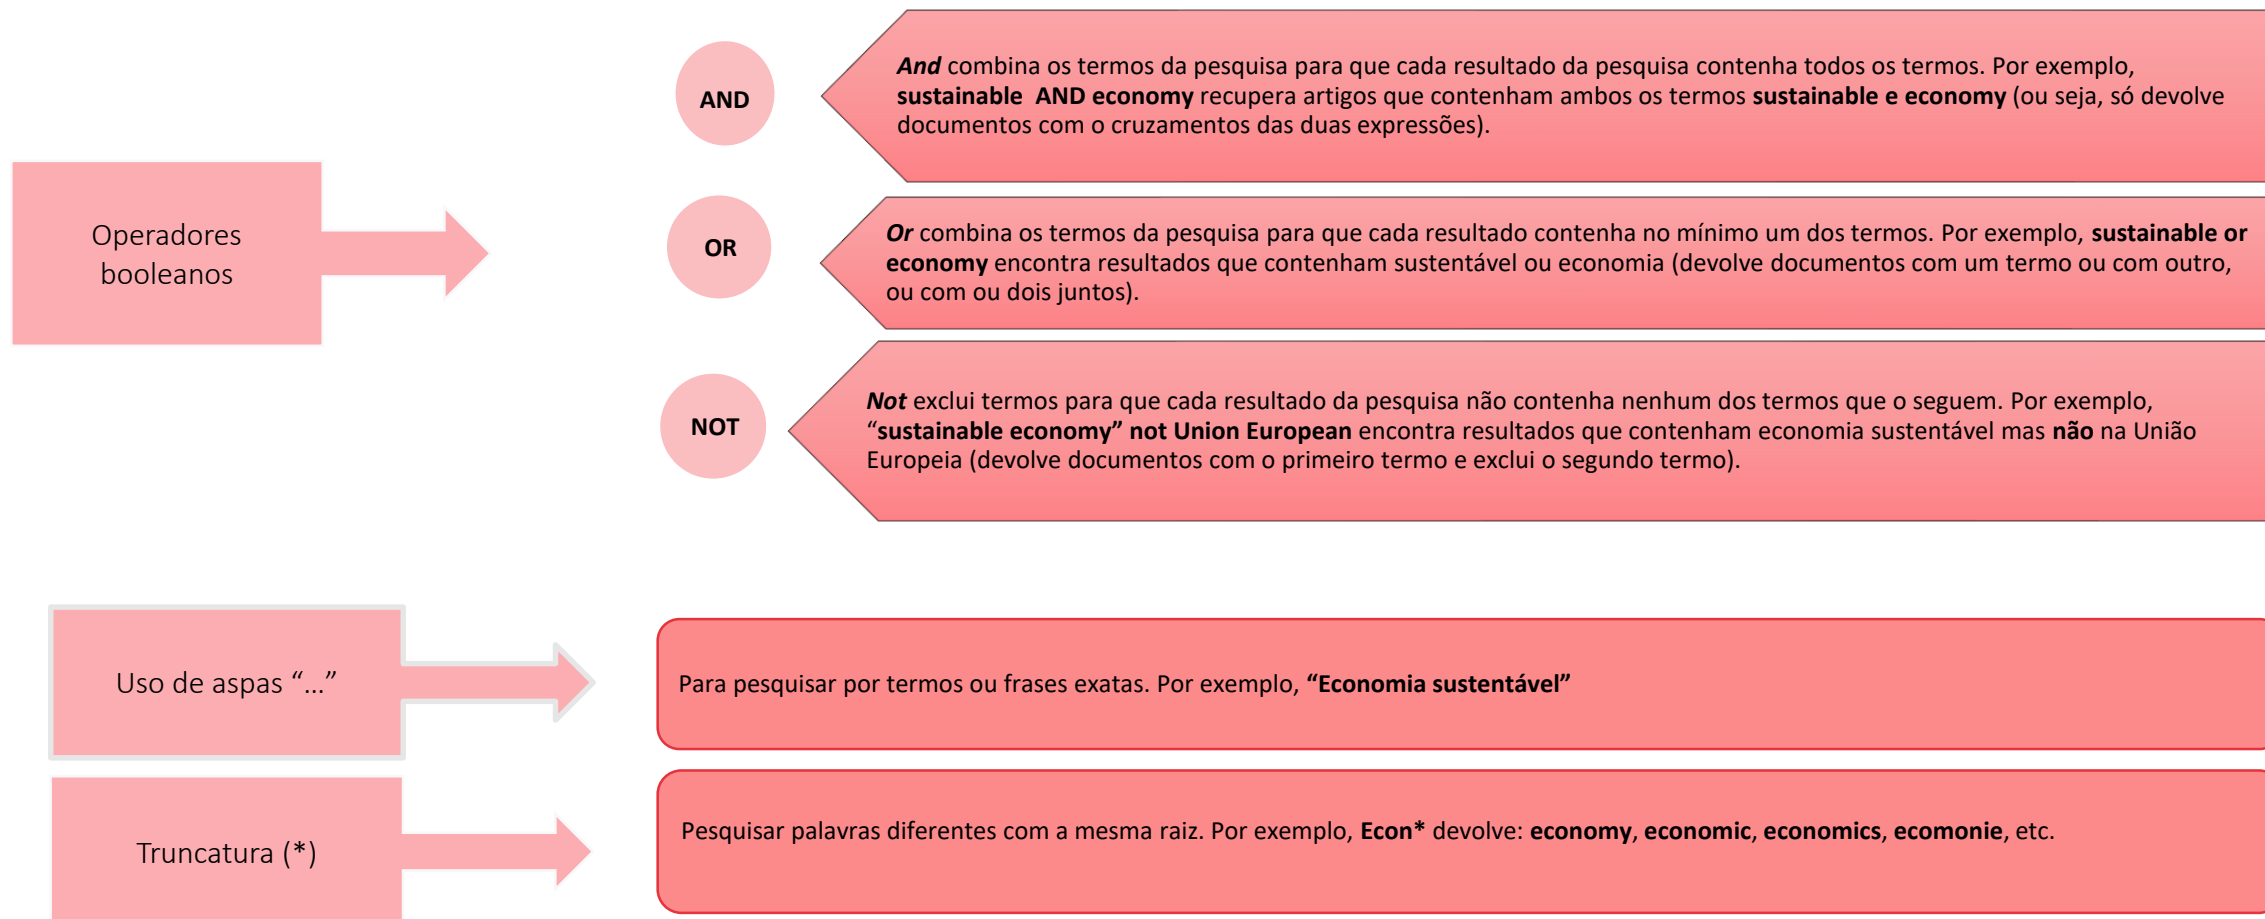 Operadores
booleanos
AND
And combina os termos da pesquisa para que cada resultado da pesquisa contenha todos os termos. Por exemplo,
sustainable  AND economy recupera artigos que contenham ambos os termos sustainable e economy (ou seja, só devolve
documentos com o cruzamentos das duas expressões).
OR
Or combina os termos da pesquisa para que cada resultado contenha no mínimo um dos termos. Por exemplo, sustainable or
economy encontra resultados que contenham sustentável ou economia (devolve documentos com um termo ou com outro,
ou com ou dois juntos).
NOT
Not exclui termos para que cada resultado da pesquisa não contenha nenhum dos termos que o seguem. Por exemplo,
“sustainable economy” not Union European encontra resultados que contenham economia sustentável mas não na União
Europeia (devolve documentos com o primeiro termo e exclui o segundo termo).
Uso de aspas “…”
Para pesquisar por termos ou frases exatas. Por exemplo, “Economia sustentável”
Truncatura (*)
Pesquisar palavras diferentes com a mesma raiz. Por exemplo, Econ* devolve: economy, economic, economics, ecomonie, etc.